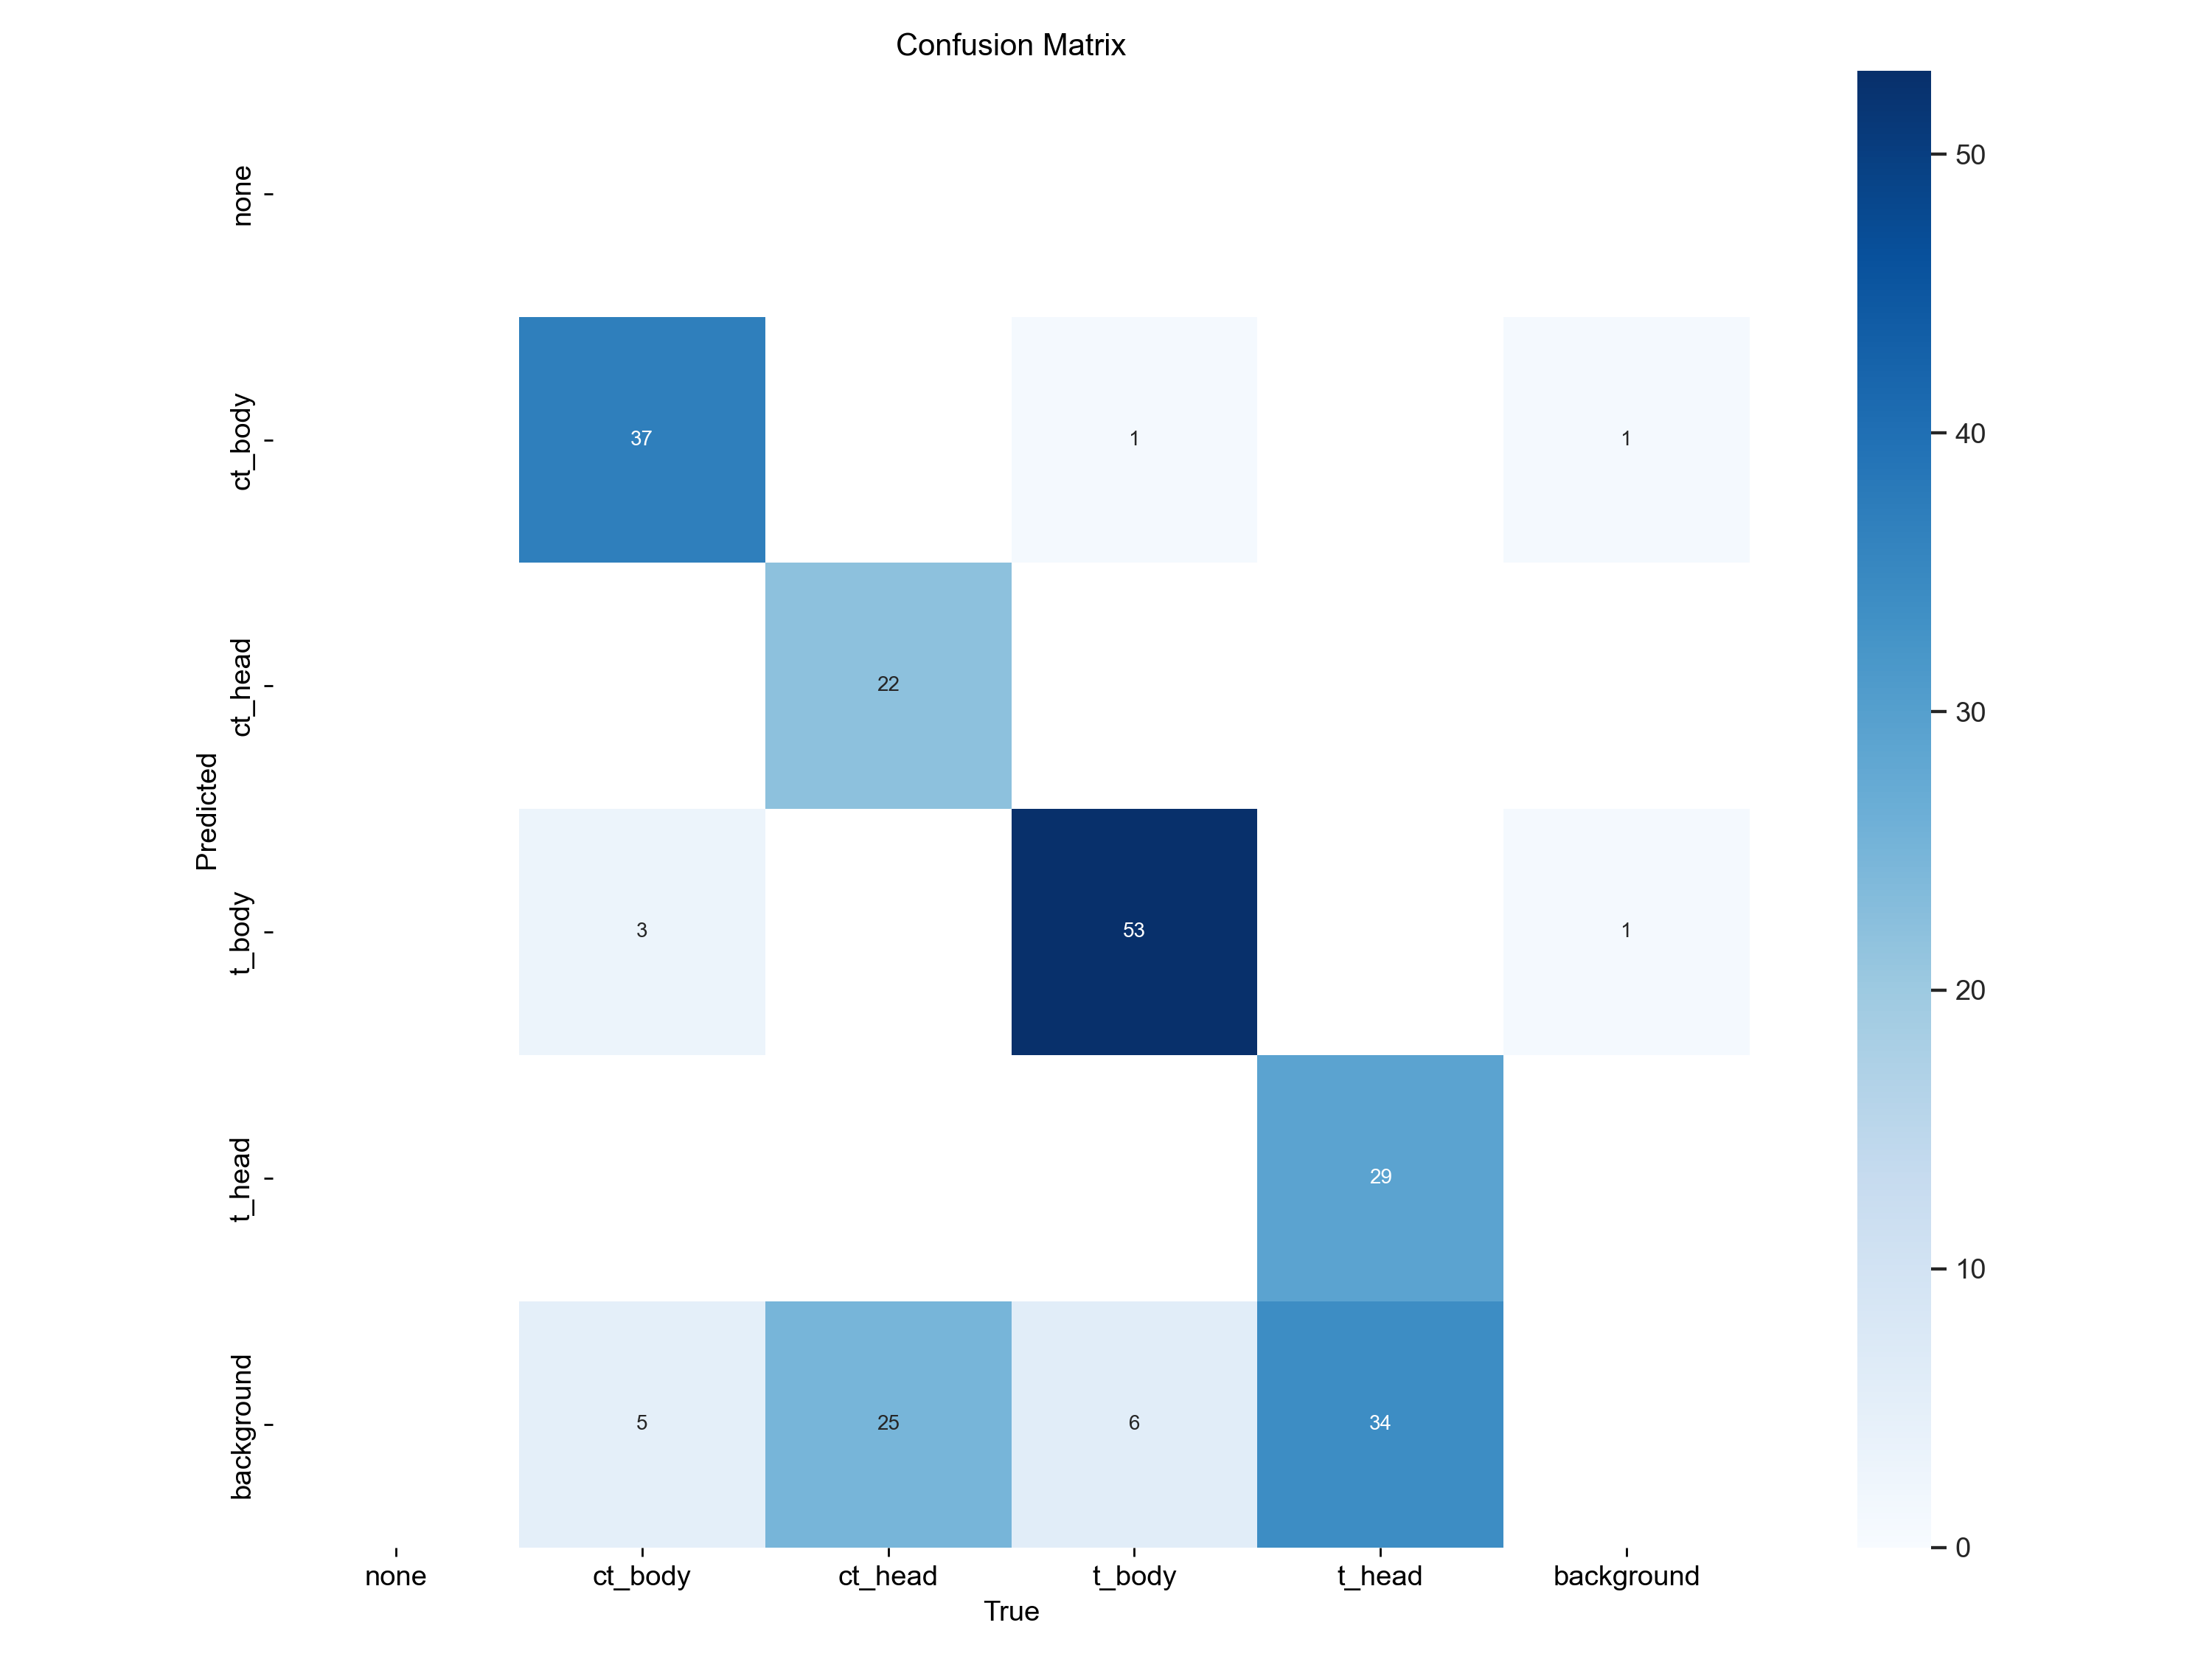 Confusion Matrix
none
ct_body
37
1
1
ct_head
22
Predicted
t_body
3
53
1
t_head
29
background
5
25
6
34
none
ct_body
ct_head
t_body
t_head
background
True
50
40
30
20
10
0